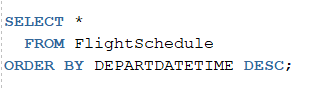 SELECT *
  FROM FlightSchedule
ORDER BY DEPARTDATETIME DESC;